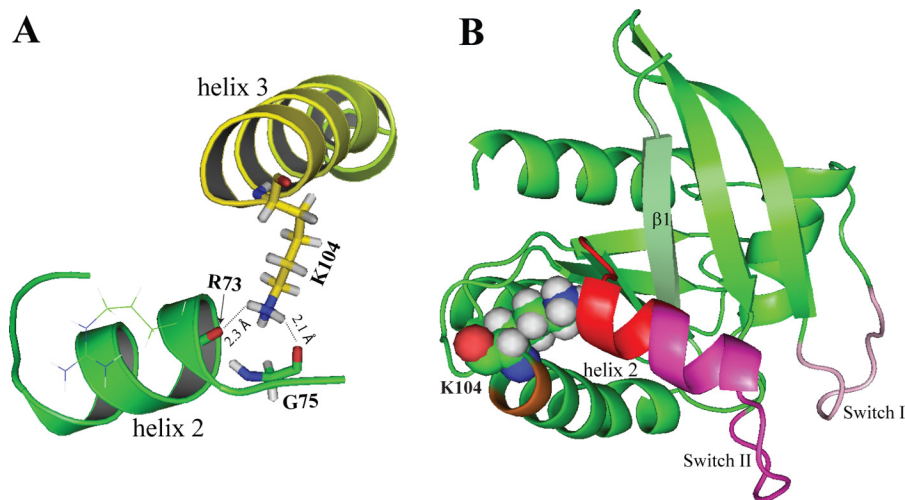 A
helix 3
K104
R73
2.3 Å
2.1 Å
G75
helix 2
B
β1
K104
helix 2
Switch I
Switch II